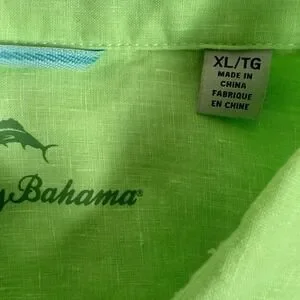 XL/TG
MADE IN
CHINA
FABRIQUE
EN CHINE
y Bahama®